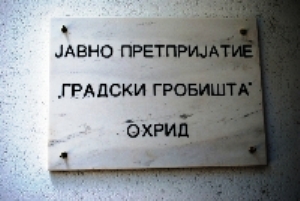 ЈАВНО ПРЕТПРИЈАТИЕ
„ГРАДСКИ ГРОБИШТА"
ОХРИД